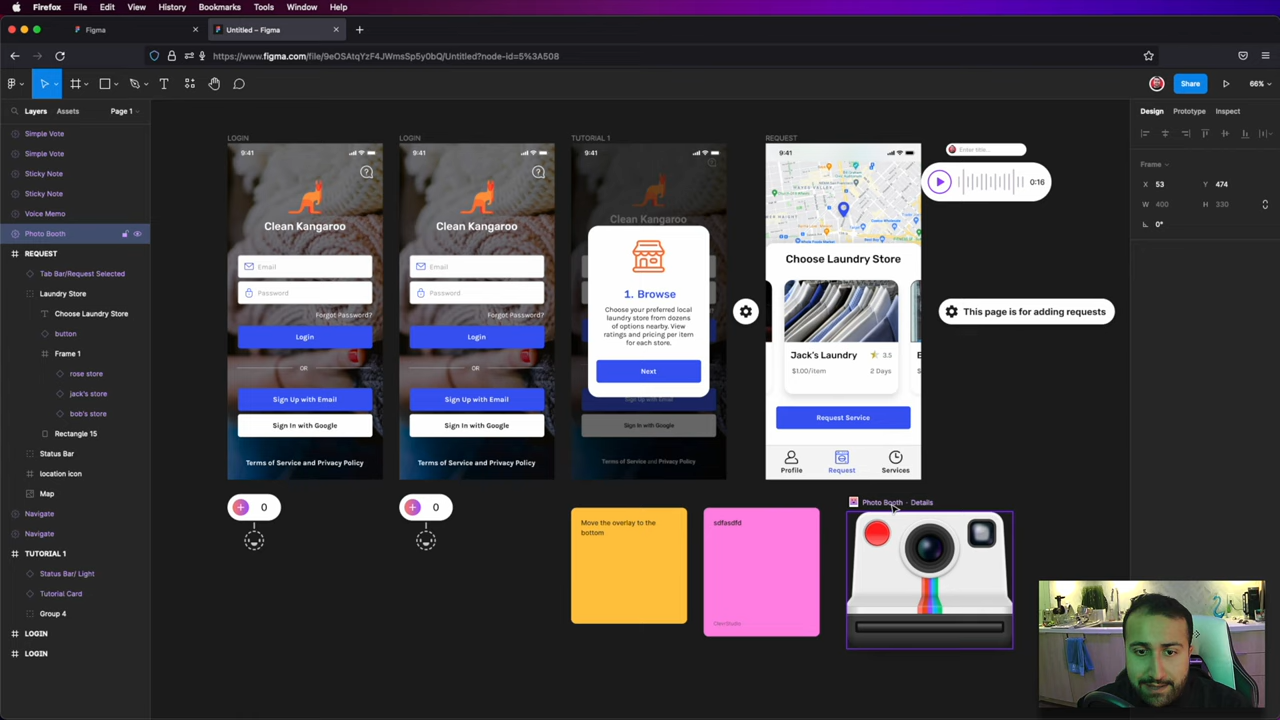 Firefox File Edit View History Bookmarks Tools Window Help
Figma
Untitled – Figma
https://www.figma.com/file/9eOSAtqYzF4JWmsSp5y0bQ/Untitled?node-id=5%3A508
Share
66%
Layers Assets Page 1
Design Prototype Inspect
Simple Vote
Simple Vote
Sticky Note
Sticky Note
Voice Memo
Photo Booth
REQUEST
Tab Bar/Request Selected
Laundry Store
Choose Laundry Store
button
Frame 1
rose store
jack's store
bob's store
Rectangle 15
Status Bar
location icon
Map
Navigate
Navigate
TUTORIAL 1
Status Bar/ Light
Tutorial Card
Group 4
LOGIN
LOGIN
LOGIN
9:41
Clean Kangaroo
Email
Password
Forgot Password?
Login
OR
Sign Up with Email
Sign In with Google
Terms of Service and Privacy Policy
0
LOGIN
9:41
Clean Kangaroo
Email
Password
Forgot Password?
Login
OR
Sign Up with Email
Sign In with Google
Terms of Service and Privacy Policy
0
TUTORIAL 1
9:41
Clean Kangaroo
1. Browse
Choose your preferred local
laundry store from dozens
of options nearby. View
ratings and pricing per item
for each store.
Next
Sign Up with Email
Sign In with Google
Terms of Service and Privacy Policy
Move the overlay to the
bottom
sdfasdfd
REQUEST
9:41
Choose Laundry Store
Jack's Laundry 3.5
$1.00/item 2 Days
Request Service
Profile Request Services
Enter title...
0:16
This page is for adding requests
Photo Booth · Details
Frame
X 53 Y 474
W 400 H 330
0°